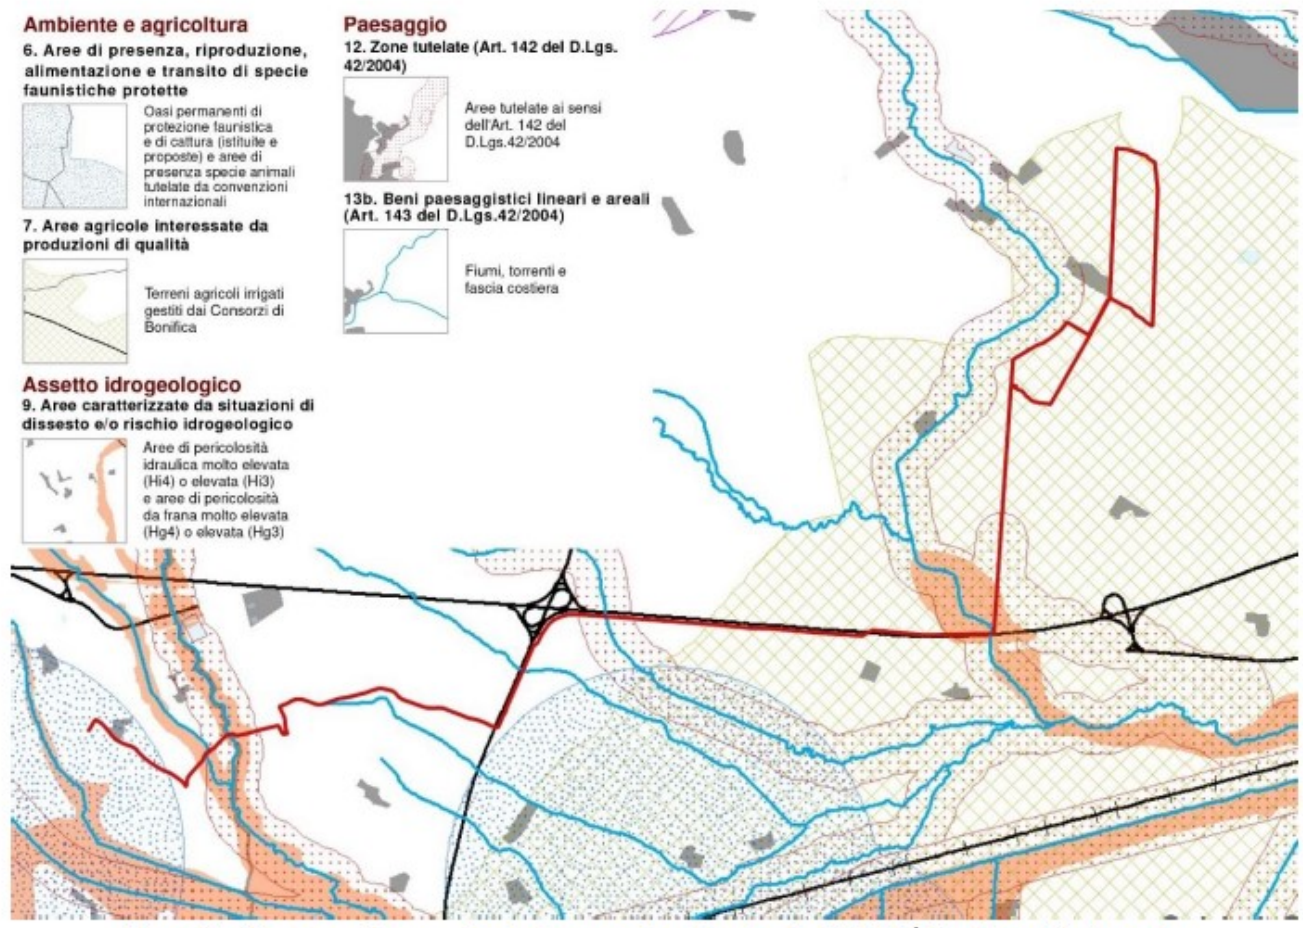 Ambiente e agricoltura
6. Aree di presenza, riproduzione,
alimentazione e transito di specie
faunistiche protette
Oasi permanenti di
protezione faunistica
e di cattura (istituite e
proposte) e aree di
presenza specie animali
tutelate da convenzioni
internazionali
7. Aree agricole interessate da
produzioni di qualità
Terreni agricoli irrigati
gestiti dai Consorzi di
Bonifica
Assetto idrogeologico
9. Aree caratterizzate da situazioni di
dissesto e/o rischio idrogeologico
Aree di pericolosità
idraulica molto elevata
(Hi4) o elevata (Hi3)
e aree di pericolosità
da frana molto elevata
(Hg4) o elevata (Hg3)
Paesaggio
12. Zone tutelate (Art. 142 del D.Lgs.
42/2004)
Aree tutelate ai sensi
dell'Art. 142 del
D.Lgs.42/2004
13b. Beni paesaggistici lineari e areali
(Art. 143 del D.Lgs.42/2004)
Fiumi, torrenti e
fascia costiera